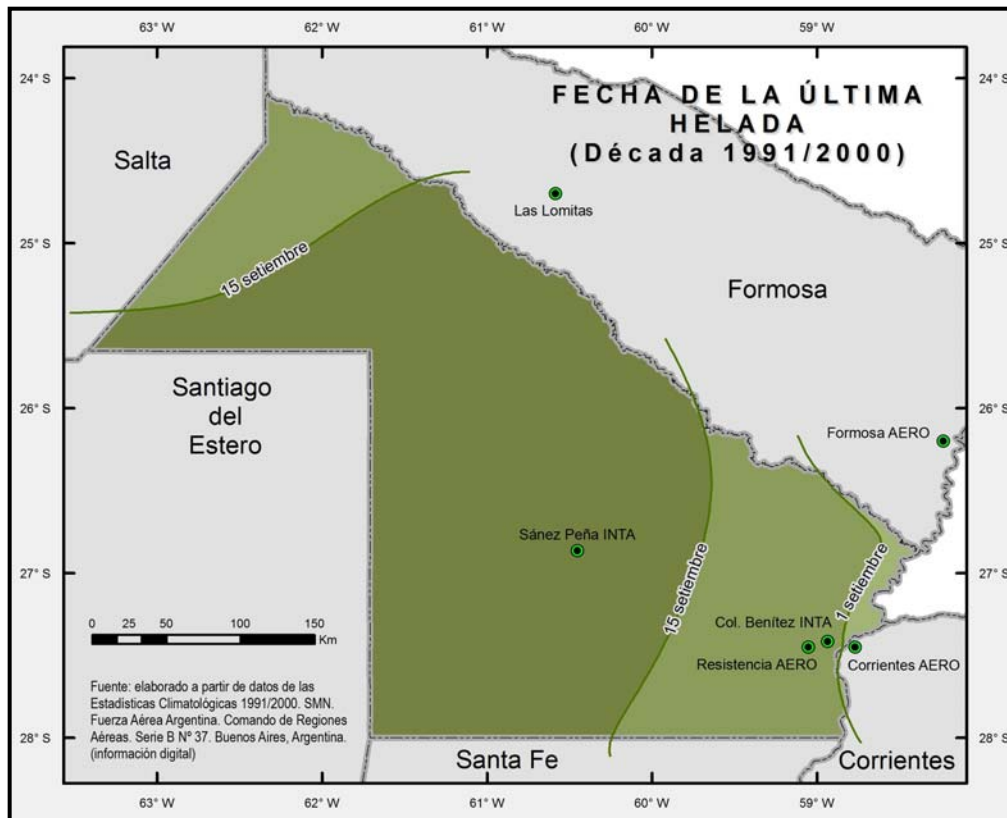 63° W 62° W 61° W 60° W 59° W
24° S 24° S
FECHA DE LA ÚLTIMA
HELADA
(Década 1991/2000)
Salta
Las Lomitas
25° S 25° S
15 setiembre
Formosa
Santiago
del
Estero
26° S 26° S
Formosa AERO
Sánez Peña INTA
27° S 27° S
15 setiembre
1 setiembre
Col. Benítez INTA
Resistencia AERO
Corrientes AERO
0 25 50 100 150
Km
Fuente: elaborado a partir de datos de las
Estadísticas Climatológicas 1991/2000. SMN.
Fuerza Aérea Argentina. Comando de Regiones
Aéreas. Serie B Nº 37. Buenos Aires, Argentina.
(información digital)
28° S 28° S
Santa Fe
Corrientes
63° W 62° W 61° W 60° W 59° W